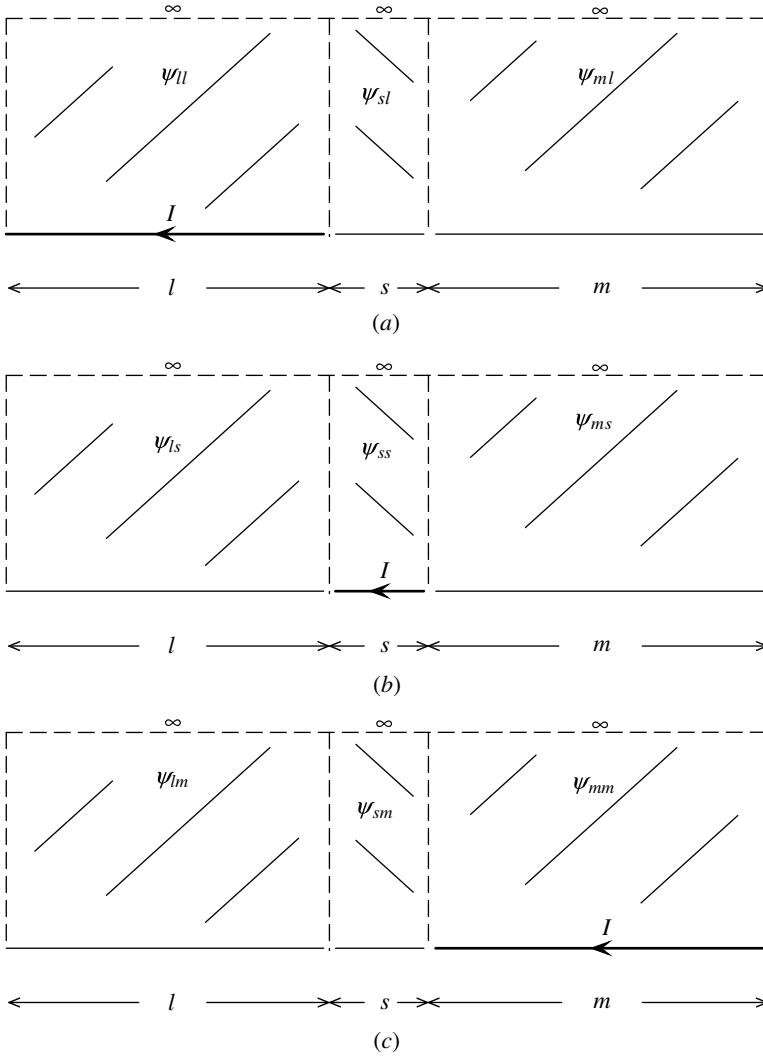 ∞ ∞ ∞
ψll ψsl ψml
I
l s m
(a)
∞ ∞ ∞
ψls ψss ψms
I
l s m
(b)
∞ ∞ ∞
ψlm ψsm ψmm
I
l s m
(c)